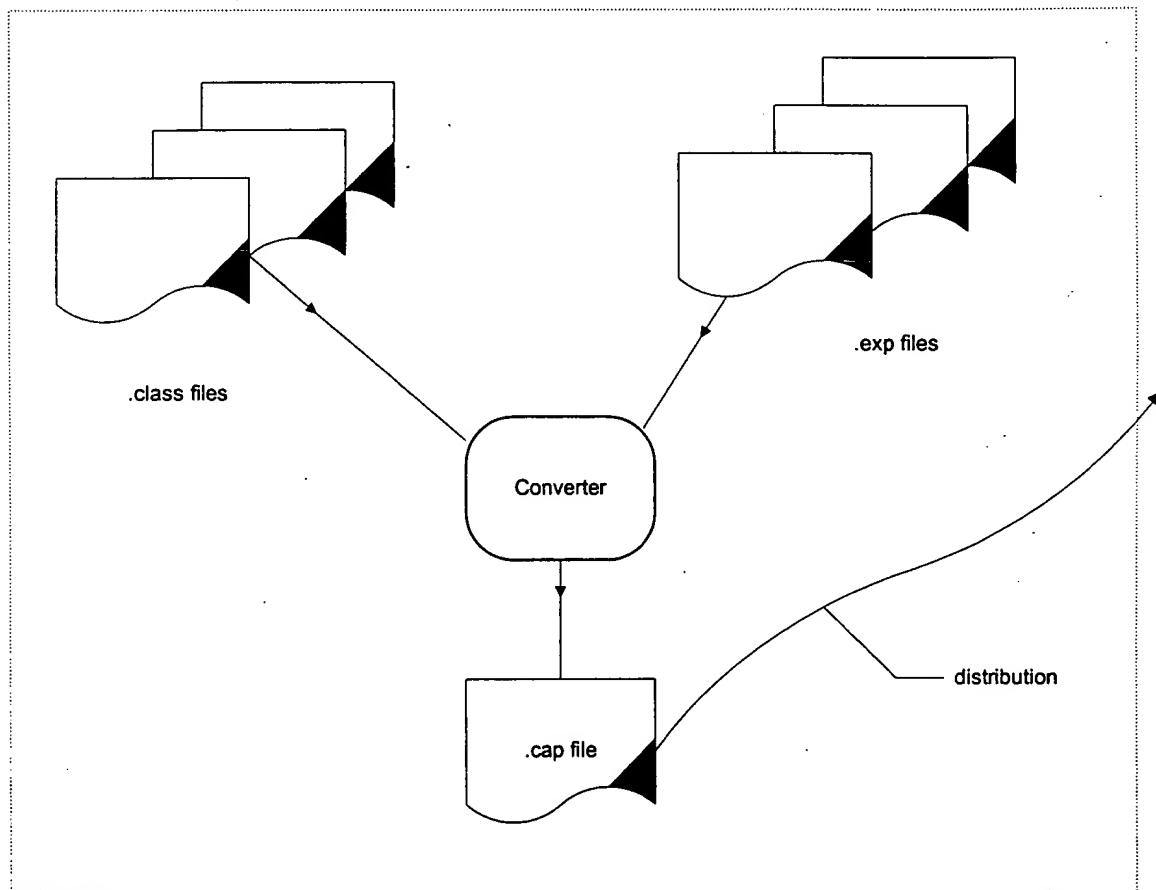 .class files
.exp files
Converter
distribution
.cap file